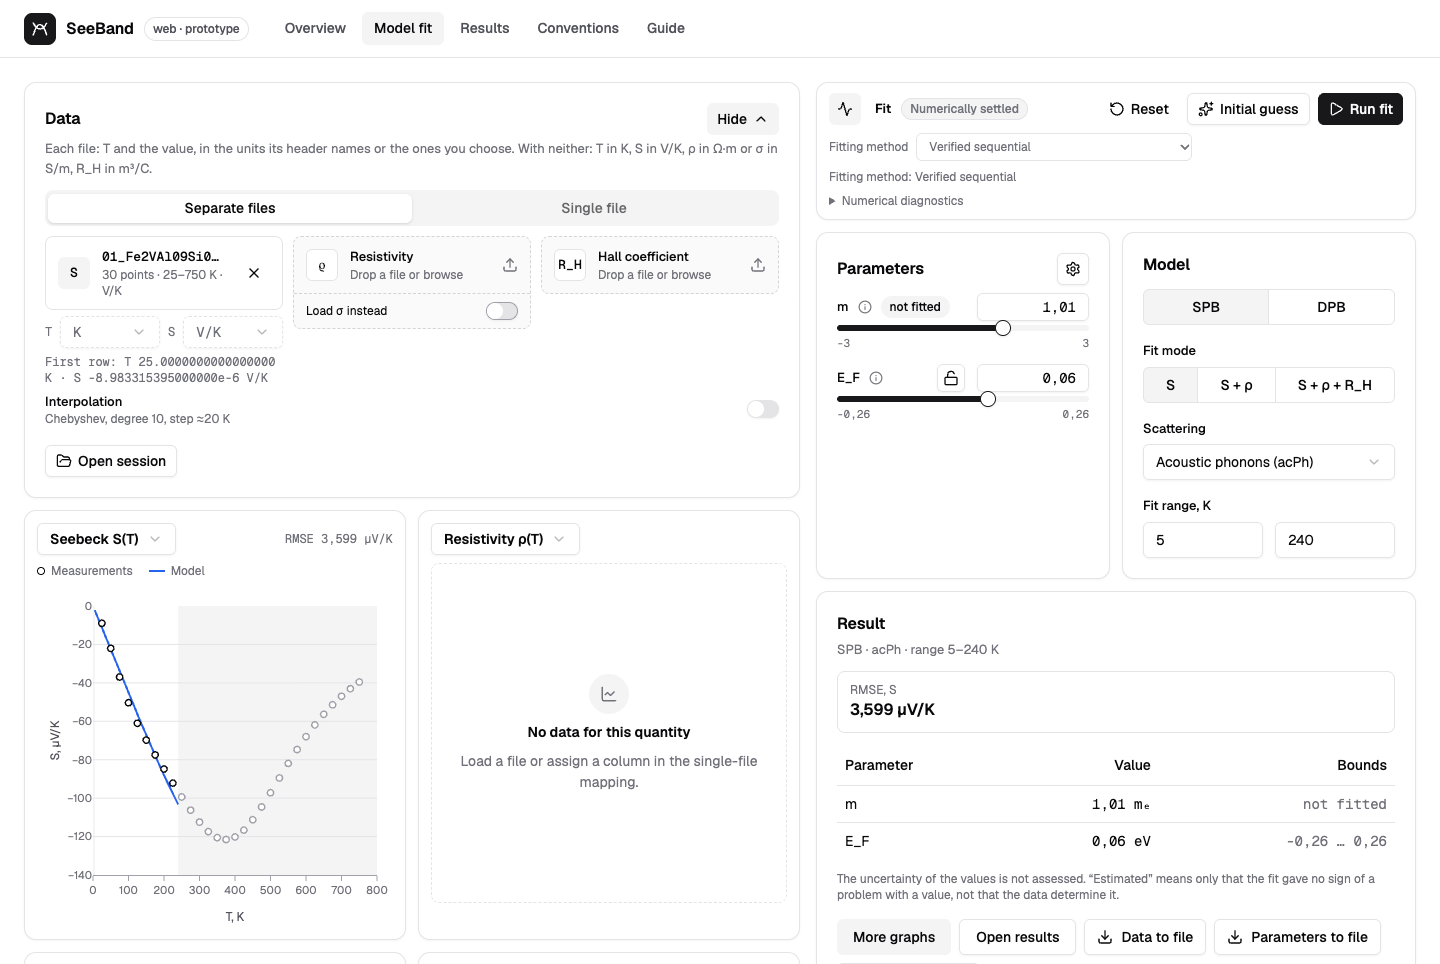 SeeBand web · prototype Overview Model fit Results Conventions Guide
Data
Hide
Each file: T and the value, in the units its header names or the ones you choose. With neither: T in K, S in V/K, ρ in Ω·m or σ in
S/m, R_H in m³/C.
Separate files Single file
S
01_Fe2VAl09Si0…
30 points · 25–750 K ·
V/K
ϱ
Resistivity
Drop a file or browse
Load σ instead
R_H
Hall coefficient
Drop a file or browse
T K S V/K
First row: T 25.0000000000000000
K · S -8.983315395000000e-6 V/K
Interpolation
Chebyshev, degree 10, step ≈20 K
Open session
Seebeck S(T)
RMSE 3,599 µV/K
Measurements Model
S, µV/K
0
−20
−40
−60
−80
−100
−120
−140
0 100 200 300 400 500 600 700 800
T, K
Resistivity ρ(T)
No data for this quantity
Load a file or assign a column in the single-file
mapping.
Fit Numerically settled Reset Initial guess Run fit
Fitting method Verified sequential
Fitting method: Verified sequential
Numerical diagnostics
Parameters
m not fitted 1,01
-3 3
E_F 0,06
-0,26 0,26
Model
SPB DPB
Fit mode
S S + ρ S + ρ + R_H
Scattering
Acoustic phonons (acPh)
Fit range, K
5 240
Result
SPB · acPh · range 5–240 K
RMSE, S
3,599 µV/K
Parameter Value Bounds
m 1,01 mₑ not fitted
E_F 0,06 eV -0,26 … 0,26
The uncertainty of the values is not assessed. “Estimated” means only that the fit gave no sign of a
problem with a value, not that the data determine it.
More graphs Open results Data to file Parameters to file